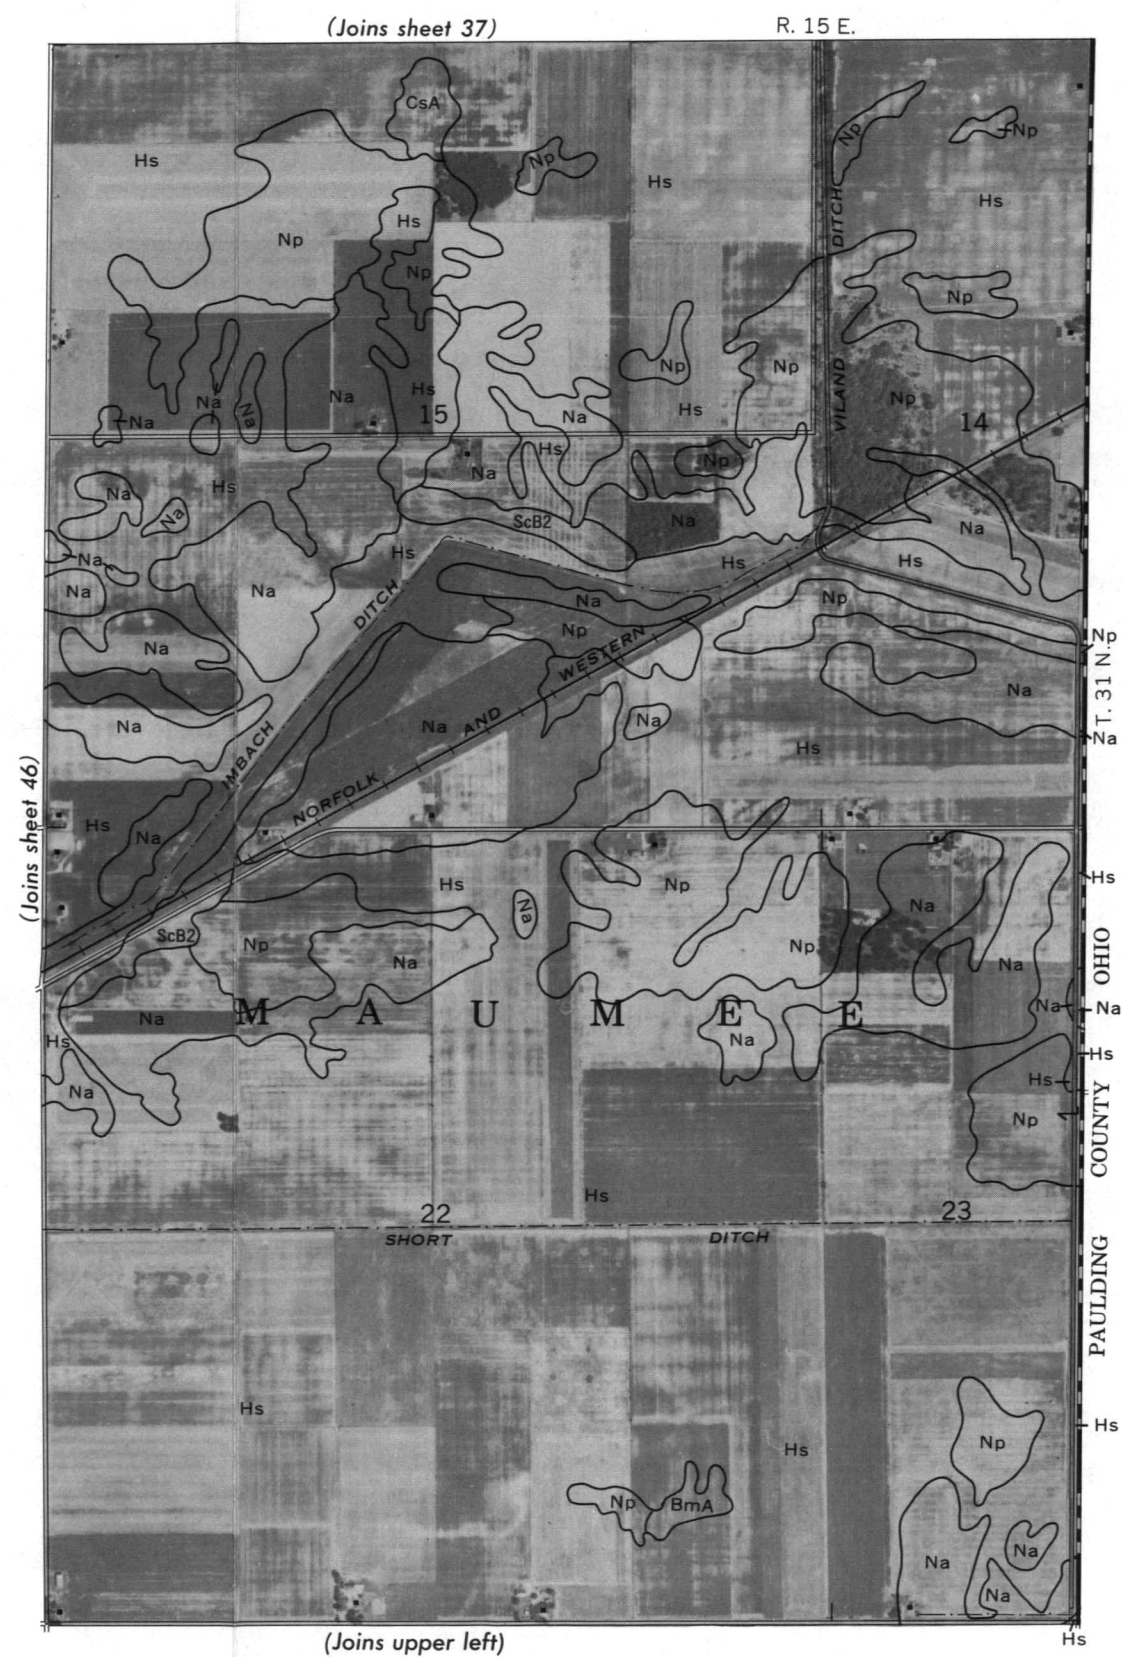 (Joins sheet 37)
R. 15 E.
CsA
Np
Np
Hs
Np
Hs
Hs
Hs
Np
DITCH
Np
Np
Np
Np
Np
Na
Hs
VILAND
Np
Na
Na
Na
15
Na
Hs
14
Hs
Np
Na
Na
Hs
Na
ScB2
Na
Na
Na
Hs
Hs
Hs
Na
Na
Na
DITCH
Na
Np
Np
Na
WESTERN
Np
T. 31 N.
Na
Na
Na
AND
Na
Hs
Na
IMBACH
NORFOLK
(Joins sheet 46)
Hs
Na
Hs
Np
Hs
Na
Na
ScB2
Np
Na
Np
Na
OHIO
Na
M A U M E E
Na
Na
Hs
Na
Hs
Na
Hs
Np
COUNTY
Hs
22
23
SHORT DITCH
PAULDING
Hs
Hs
Hs
Np
Np
BmA
Na
Na
Na
(Joins upper left)
Hs